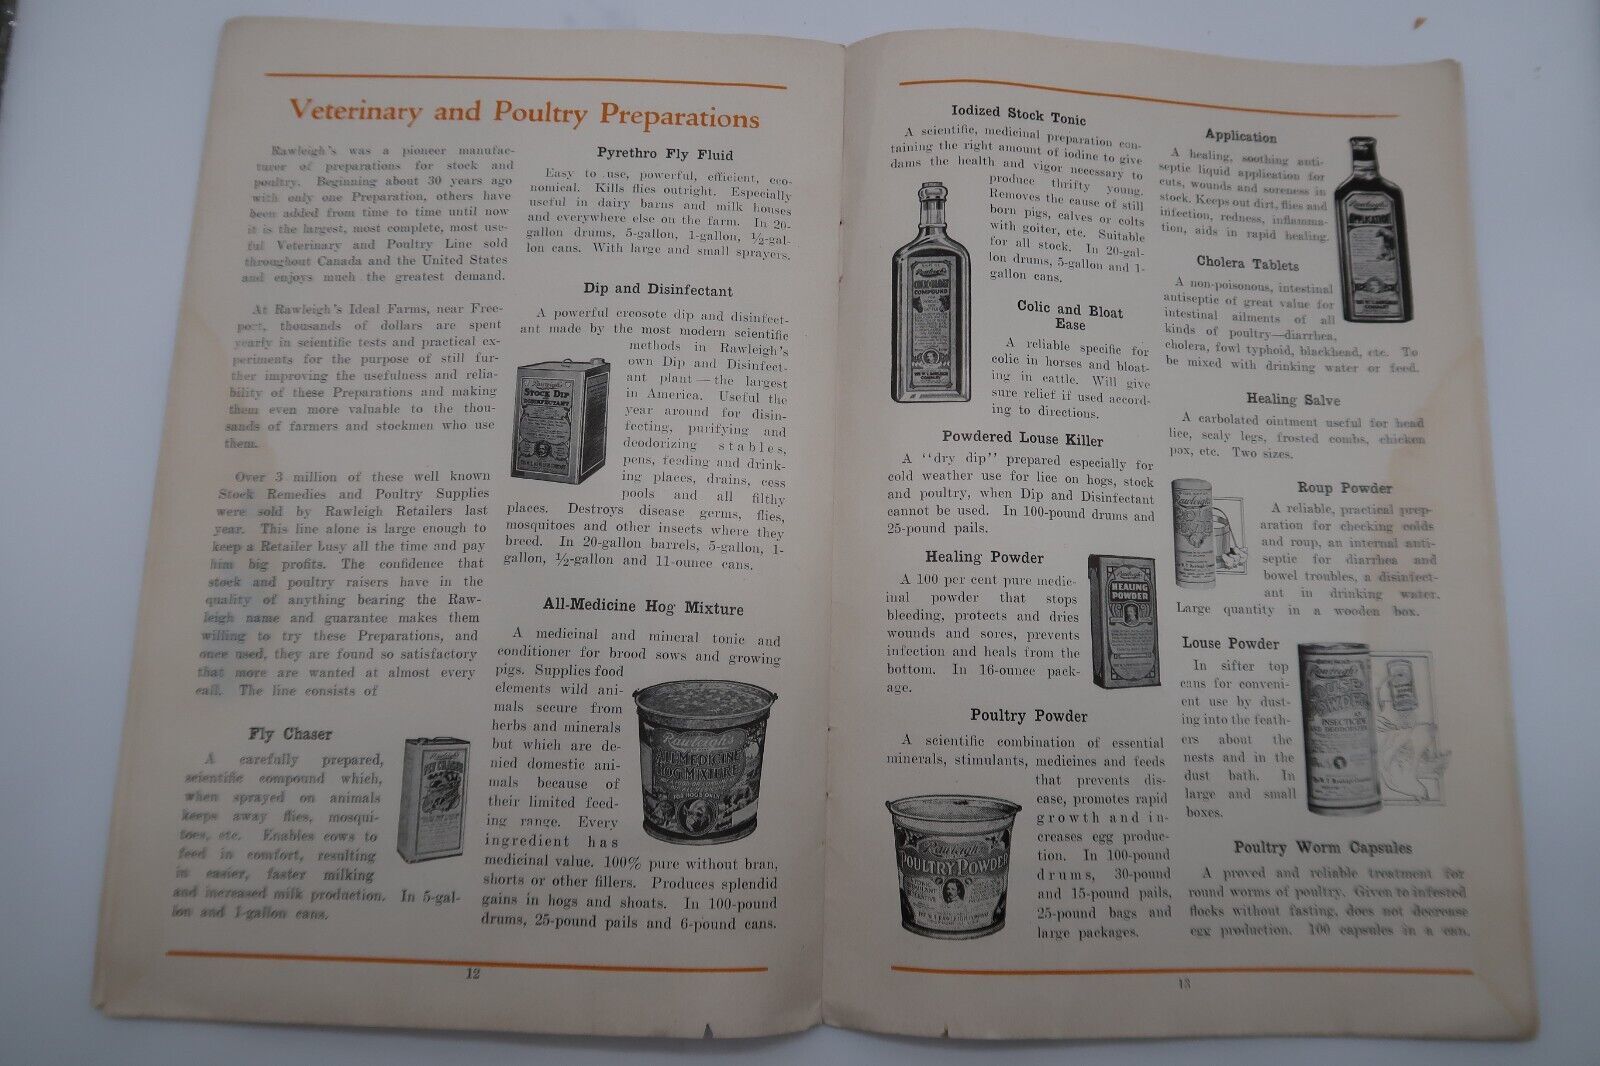 Veterinary and Poultry Preparations
Rawleigh's was a pioneer manufac-
turer of preparations for stock and
poultry. Beginning about 30 years ago
with only one Preparation, others have
been added from time to time until now
it is the largest, most complete, most use-
ful Veterinary and Poultry Line sold
throughout Canada and the United States
and enjoys much the greatest demand.
At Rawleigh's Ideal Farms, near Free-
port, thousands of dollars are spent
yearly in scientific tests and practical ex-
periments for the purpose of still fur-
ther improving the usefulness and relia-
bility of these Preparations and making
them even more valuable to the thou-
sands of farmers and stockmen who use
them.
Over 3 million of these well known
Stock Remedies and Poultry Supplies
were sold by Rawleigh Retailers last
year. This line alone is large enough to
keep a Retailer busy all the time and pay
him big profits. The confidence that
stock and poultry raisers have in the
quality of anything bearing the Raw-
leigh name and guarantee makes them
willing to try these Preparations, and
once used, they are found so satisfactory
that more are wanted at almost every
call. The line consists of
Fly Chaser
A carefully prepared,
scientific compound which,
when sprayed on animals
keeps away flies, mosqui-
toes, etc. Enables cows to
feed in comfort, resulting
in easier, faster milking
and increased milk production. In 5-gal-
lon and 1-gallon cans.
Rawleigh's
FLY CHASER
Pyrethro Fly Fluid
Easy to use, powerful, efficient, eco-
nomical. Kills flies outright. Especially
useful in dairy barns and milk houses
and everywhere else on the farm. In 20-
gallon drums, 5-gallon, 1-gallon, ½-gal-
lon cans. With large and small sprayers.
Dip and Disinfectant
A powerful creosote dip and disinfect-
ant made by the most modern scientific
methods in Rawleigh's
own Dip and Disinfect-
ant plant—the largest
in America. Useful the
year around for disin-
fecting, purifying and
deodorizing stables,
pens, feeding and drink-
ing places, drains, cess
pools and all filthy
places. Destroys disease germs, flies,
mosquitoes and other insects where they
breed. In 20-gallon barrels, 5-gallon, 1-
gallon, ½-gallon and 11-ounce cans.
Rawleigh's
STOCK DIP
AND
DISINFECTANT
All-Medicine Hog Mixture
A medicinal and mineral tonic and
conditioner for brood sows and growing
pigs. Supplies food
elements wild ani-
mals secure from
herbs and minerals
but which are de-
nied domestic ani-
mals because of
their limited feed-
ing range. Every
ingredient has
medicinal value. 100% pure without bran,
shorts or other fillers. Produces splendid
gains in hogs and shoats. In 100-pound
drums, 25-pound pails and 6-pound cans.
Rawleigh's
ALL-MEDICINE
HOG MIXTURE
FOR HOGS ONLY
12
Iodized Stock Tonic
A scientific, medicinal preparation con-
taining the right amount of iodine to give
dams the health and vigor necessary to
produce thrifty young.
Removes the cause of still
born pigs, calves or colts
with goiter, etc. Suitable
for all stock. In 20-gal-
lon drums, 5-gallon and 1-
gallon cans.
Rawleigh's
COLIC & BLOAT
COMPOUND
Colic and Bloat
Ease
A reliable specific for
colic in horses and bloat-
ing in cattle. Will give
sure relief if used accord-
ing to directions.
Powdered Louse Killer
A "dry dip" prepared especially for
cold weather use for lice on hogs, stock
and poultry, when Dip and Disinfectant
cannot be used. In 100-pound drums and
25-pound pails.
Healing Powder
A 100 per cent pure medic-
inal powder that stops
bleeding, protects and dries
wounds and sores, prevents
infection and heals from the
bottom. In 16-ounce pack-
age.
Rawleigh's
HEALING
POWDER
Poultry Powder
A scientific combination of essential
minerals, stimulants, medicines and feeds
that prevents dis-
ease, promotes rapid
growth and in-
creases egg produc-
tion. In 100-pound
drums, 30-pound
and 15-pound pails,
25-pound bags and
large packages.
Rawleigh's
POULTRY POWDER
Application
A healing, soothing anti-
septic liquid application for
cuts, wounds and soreness in
stock. Keeps out dirt, flies and
infection, redness, inflamma-
tion, aids in rapid healing.
Rawleigh's
APPLICATION
Cholera Tablets
A non-poisonous, intestinal
antiseptic of great value for
intestinal ailments of all
kinds of poultry—diarrhea,
cholera, fowl typhoid, blackhead, etc. To
be mixed with drinking water or feed.
Healing Salve
A carbolated ointment useful for head
lice, scaly legs, frosted combs, chicken
pox, etc. Two sizes.
Roup Powder
A reliable, practical prep-
aration for checking colds
and roup, an internal anti-
septic for diarrhea and
bowel troubles, a disinfect-
ant in drinking water.
Large quantity in a wooden box.
Rawleigh's
Louse Powder
In sifter top
cans for conveni-
ent use by dust-
ing into the feath-
ers about the
nests and in the
dust bath. In
large and small
boxes.
Rawleigh's
LOUSE
POWDER
INSECTICIDE
AND DEODORIZER
Poultry Worm Capsules
A proved and reliable treatment for
round worms of poultry. Given to infested
flocks without fasting, does not decrease
egg production. 100 capsules in a can.
13